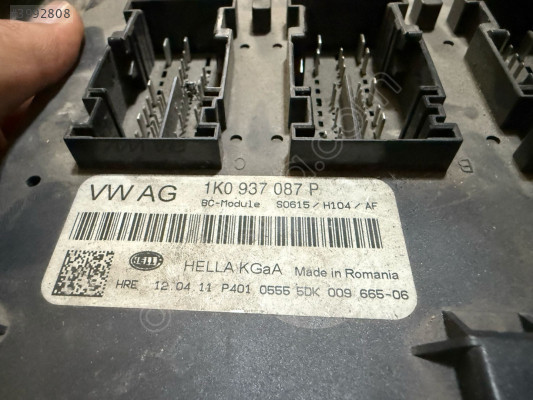 VW AG 1K0 937 087 P
BC-Module S0615 / H104 / AF
HELLA
HELLA KGaA Made in Romania
HRE 12.04.11 P401 0555 5DK 009 665-06
C
B